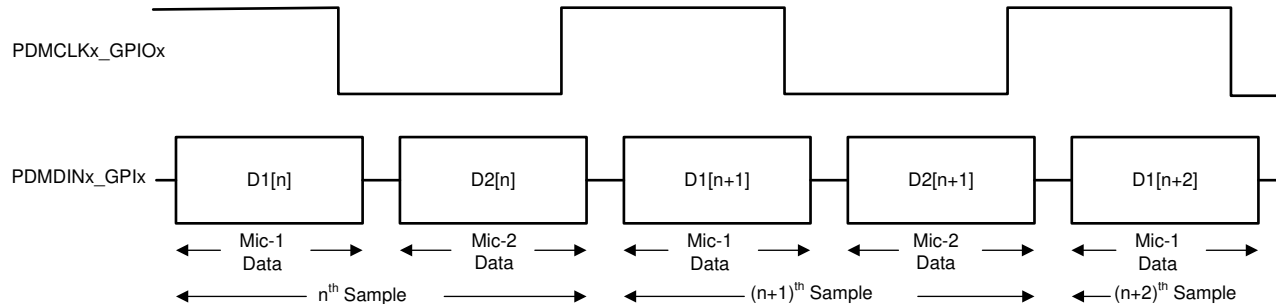 PDMCLKx_GPIOx
PDMDINx_GPIx
D1[n] D2[n] D1[n+1] D2[n+1] D1[n+2]
Mic-1 Mic-2 Mic-1 Mic-2 Mic-1
Data Data Data Data Data
nth Sample (n+1)th Sample (n+2)th Sample